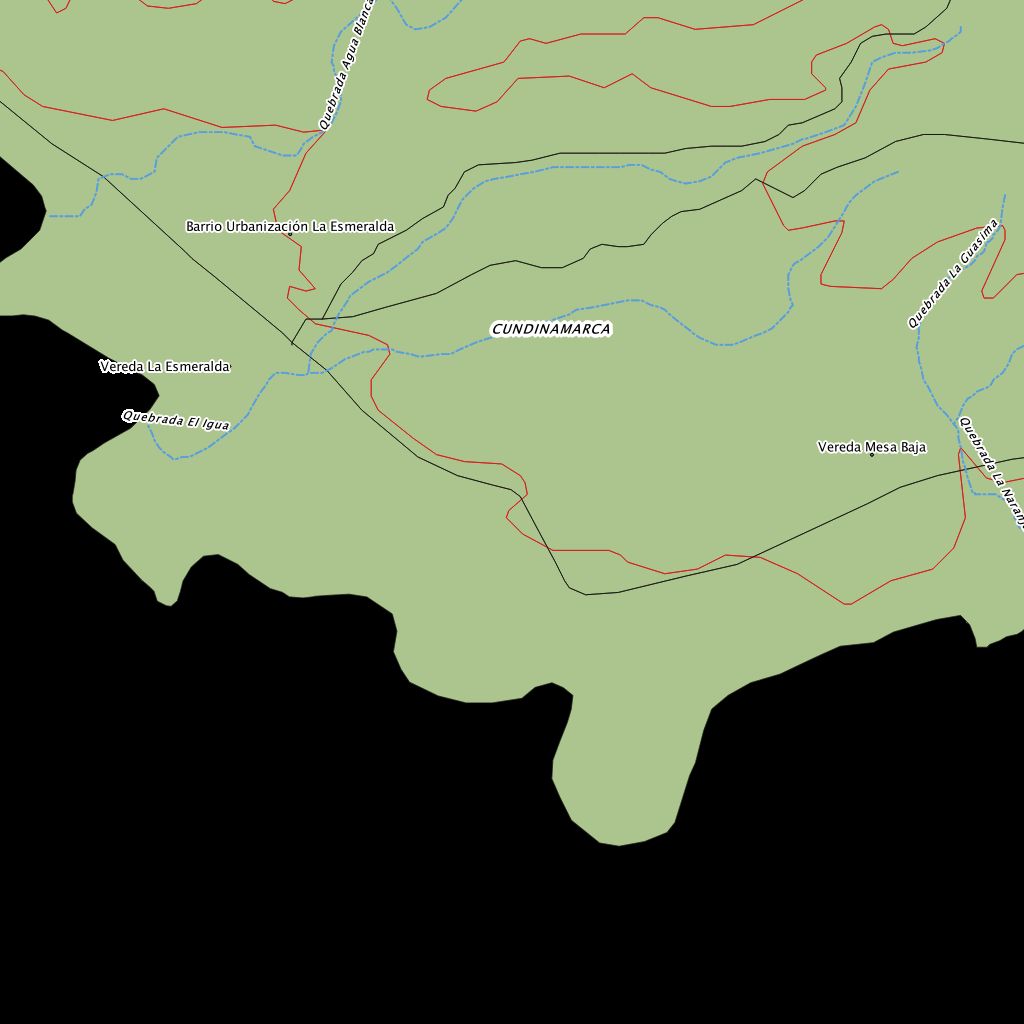 Quebrada Agua Blanca
Barrio Urbanización La Esmeralda
Quebrada La Guasima
CUNDINAMARCA
Vereda La Esmeralda
Quebrada El Igua
Vereda Mesa Baja
Quebrada La